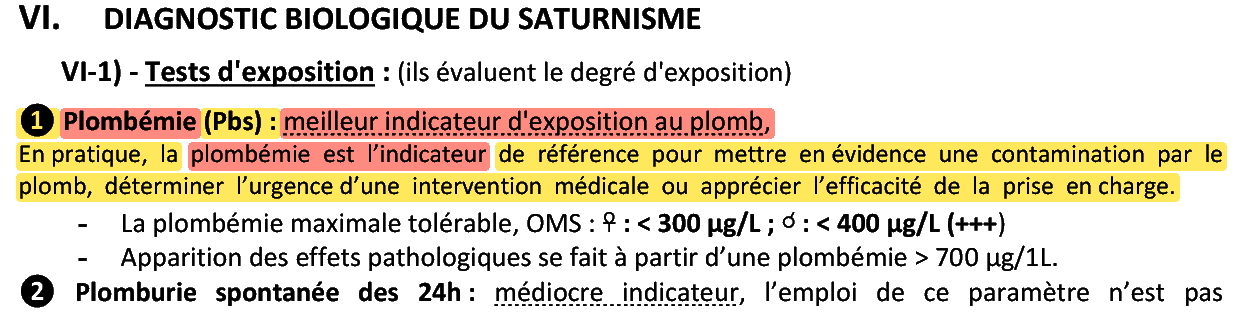 VI. DIAGNOSTIC BIOLOGIQUE DU SATURNISME
VI-1) - Tests d'exposition : (ils évaluent le degré d'exposition)
❶ Plombémie (Pbs) : meilleur indicateur d'exposition au plomb,
En pratique, la plombémie est l’indicateur de référence pour mettre en évidence une contamination par le
plomb, déterminer l’urgence d’une intervention médicale ou apprécier l’efficacité de la prise en charge.
- La plombémie maximale tolérable, OMS : ♀ : < 300 µg/L ; ♂ : < 400 µg/L (+++)
- Apparition des effets pathologiques se fait à partir d’une plombémie > 700 µg/1L.
❷ Plomburie spontanée des 24h : médiocre indicateur, l’emploi de ce paramètre n’est pas